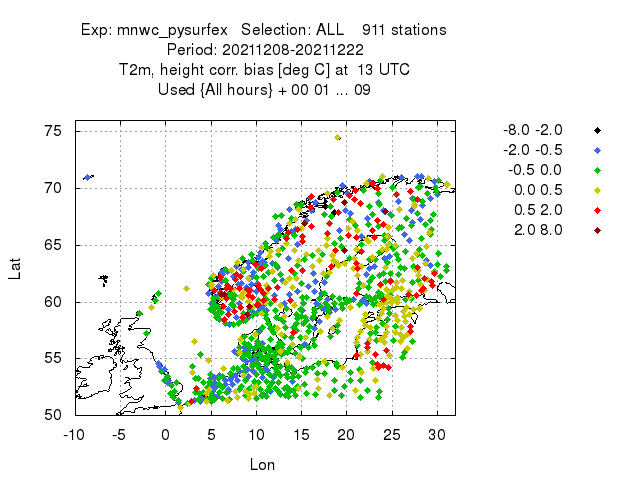 Exp: mnwc_pysurfex   Selection: ALL    911 stations
Period: 20211208-20211222
T2m, height corr. bias [deg C] at  13 UTC
Used {All hours} + 00 01 ... 09
75
70
65
60
55
50
-10 -5 0 5 10 15 20 25 30
Lat
Lon
-8.0 -2.0
-2.0 -0.5
-0.5 0.0
0.0 0.5
0.5 2.0
2.0 8.0